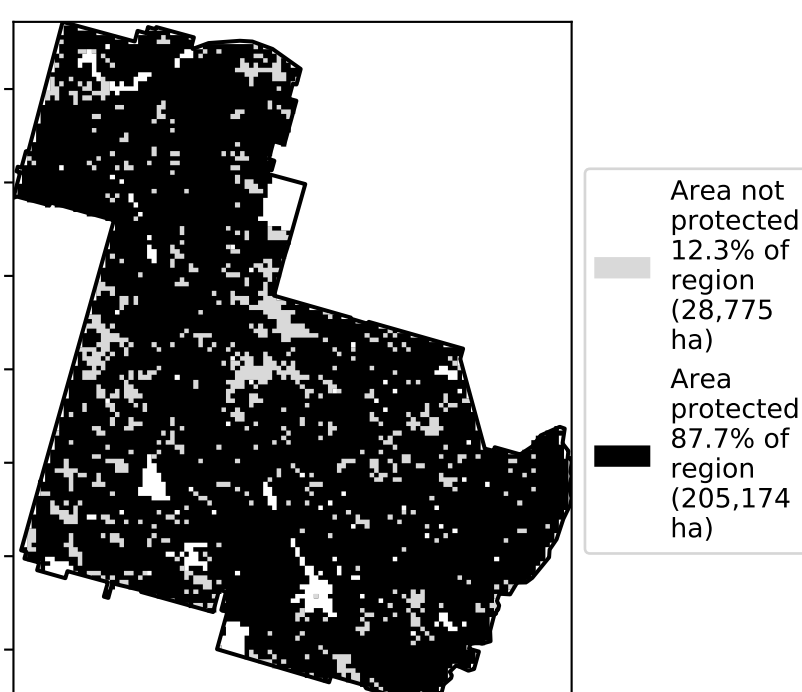 Area not
protected
12.3% of
region
(28,775
ha)
Area
protected
87.7% of
region
(205,174
ha)